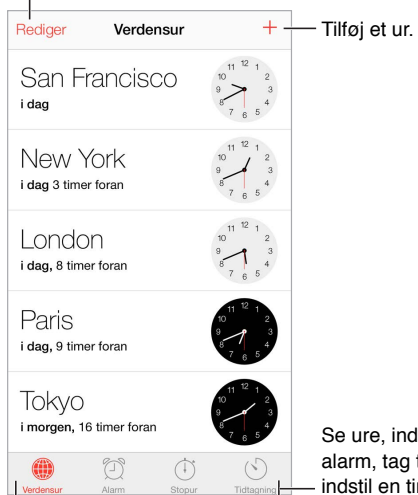 Rediger Verdensur
Tilføj et ur.
San Francisco
i dag
New York
i dag 3 timer foran
London
i dag, 8 timer foran
Paris
i dag, 9 timer foran
Tokyo
i morgen, 16 timer foran
Verdensur Alarm Stopur Tidtagning
Se ure, ind
alarm, tag
indstil en